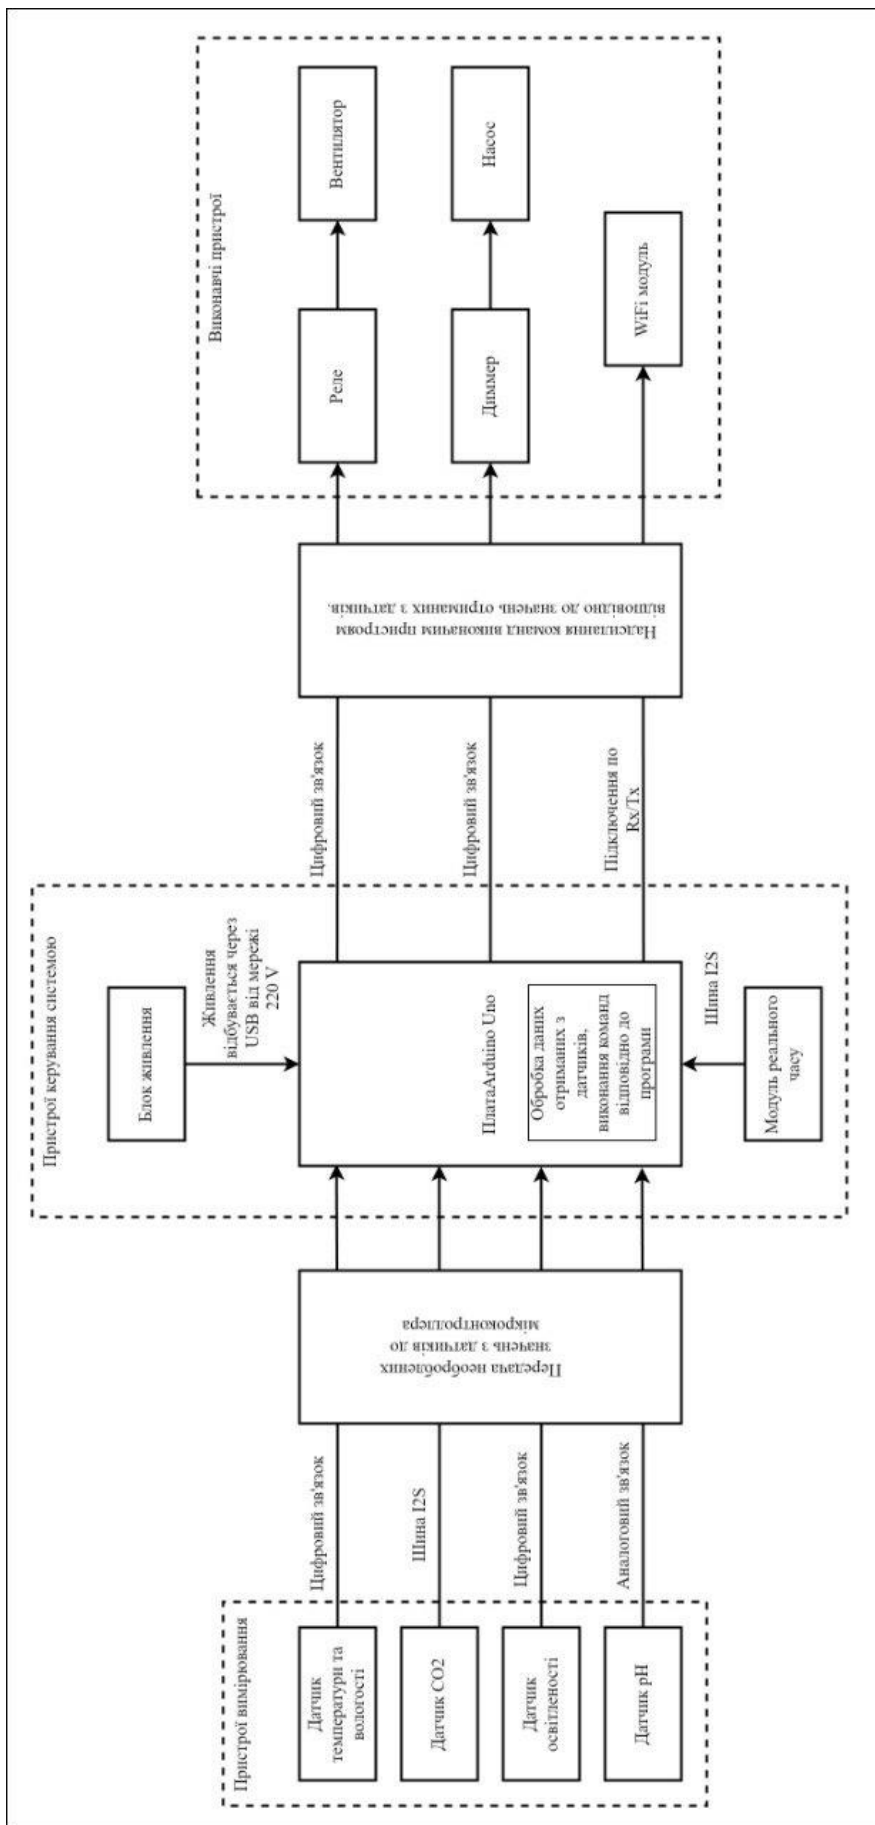 Пристрої вимірювання
Датчик
температури та
вологості
Датчик CO2
Датчик
освітленості
Датчик pH
Цифровий зв'язок
Шина I2S
Цифровий зв'язок
Аналоговий зв'язок
Передача необроблених
значень з датчиків до
мікроконтроллера
Пристрої керування системою
Блок живлення
Живлення
відбувається через
USB від мережі
220 V
ПлатаArduino Uno
Обробка даних
отриманих з
датчиків,
виконання команд
відповідно до
програми
Шина I2S
Модуль реального
часу
Цифровий зв'язок
Цифровий зв'язок
Підключення по
Rx/Tx
Надсилання команд виконачим пристроям
відповідно до значень отриманих з датчиків.
Виконавчі пристрої
Реле
Вентилятор
Диммер
Насос
WiFi модуль